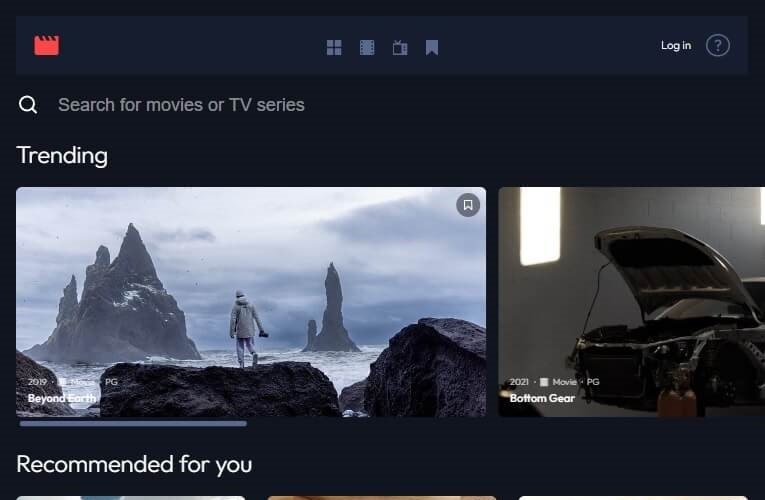 Log in
?
Search for movies or TV series
Trending
2019 · Movie · PG
Beyond Earth
2021 · Movie · PG
Bottom Gear
Recommended for you